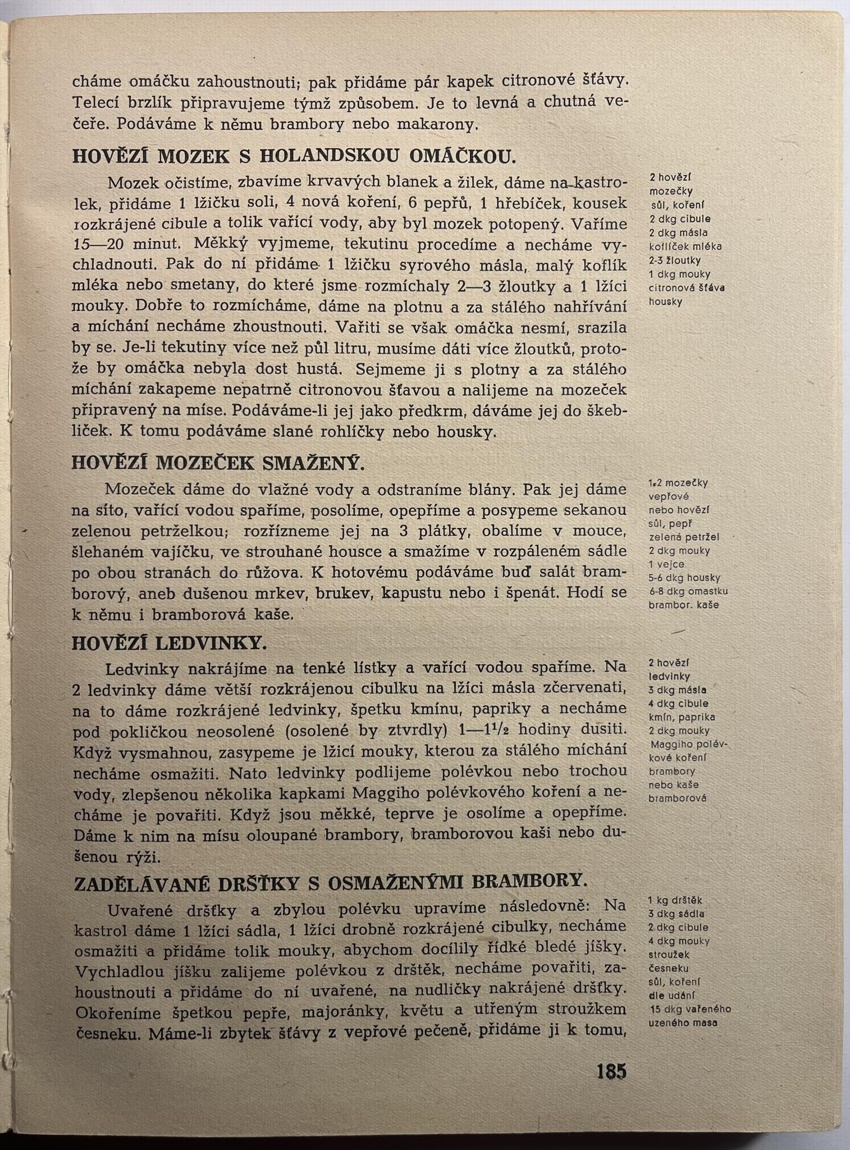 cháme omáčku zahoustnouti; pak přidáme pár kapek citronové šťávy.
Telecí brzlík připravujeme týmž způsobem. Je to levná a chutná ve-
čeře. Podáváme k němu brambory nebo makarony.
HOVĚZÍ MOZEK S HOLANDSKOU OMÁČKOU.
Mozek očistíme, zbavíme krvavých blanek a žilek, dáme na kastro-
lek, přidáme 1 lžičku soli, 4 nová koření, 6 pepřů, 1 hřebíček, kousek
rozkrájené cibule a tolik vařící vody, aby byl mozek potopený. Vaříme
15—20 minut. Měkký vyjmeme, tekutinu procedíme a necháme vy-
chladnouti. Pak do ní přidáme 1 lžičku syrového másla, malý koflík
mléka nebo smetany, do které jsme rozmíchaly 2—3 žloutky a 1 lžíci
mouky. Dobře to rozmícháme, dáme na plotnu a za stálého nahřívání
a míchání necháme zhoustnouti. Vařiti se však omáčka nesmí, srazila
by se. Je-li tekutiny více než půl litru, musíme dáti více žloutků, proto-
že by omáčka nebyla dost hustá. Sejmeme ji s plotny a za stálého
míchání zakapeme nepatrně citronovou šťavou a nalijeme na mozeček
připravený na míse. Podáváme-li jej jako předkrm, dáváme jej do škeb-
liček. K tomu podáváme slané rohlíčky nebo housky.
2 hovězí
mozečky
sůl, koření
2 dkg cibule
2 dkg másla
koflíček mléka
2-3 žloutky
1 dkg mouky
citronová šťáva
housky
HOVĚZÍ MOZEČEK SMAŽENÝ.
Mozeček dáme do vlažné vody a odstraníme blány. Pak jej dáme
na síto, vařící vodou spaříme, posolíme, opepříme a posypeme sekanou
zelenou petrželkou; rozřízneme jej na 3 plátky, obalíme v mouce,
šlehaném vajíčku, ve strouhané housce a smažíme v rozpáleném sádle
po obou stranách do růžova. K hotovému podáváme buď salát bram-
borový, aneb dušenou mrkev, brukev, kapustu nebo i špenát. Hodí se
k němu i bramborová kaše.
1-2 mozečky
vepřové
nebo hovězí
sůl, pepř
zelená petržel
2 dkg mouky
1 vejce
5-6 dkg housky
6-8 dkg omastku
brambor. kaše
HOVĚZÍ LEDVINKY.
Ledvinky nakrájíme na tenké lístky a vařící vodou spaříme. Na
2 ledvinky dáme větší rozkrájenou cibulku na lžíci másla zčervenati,
na to dáme rozkrájené ledvinky, špetku kmínu, papriky a necháme
pod pokličkou neosolené (osolené by ztvrdly) 1—1½ hodiny dusiti.
Když vysmahnou, zasypeme je lžicí mouky, kterou za stálého míchání
necháme osmažiti. Nato ledvinky podlijeme polévkou nebo trochou
vody, zlepšenou několika kapkami Maggiho polévkového koření a ne-
cháme je povařiti. Když jsou měkké, teprve je osolíme a opepříme.
Dáme k nim na mísu oloupané brambory, bramborovou kaši nebo du-
šenou rýži.
2 hovězí
ledvinky
3 dkg másla
4 dkg cibule
kmín, paprika
2 dkg mouky
Maggiho polév-
kové koření
brambory
nebo kaše
bramborová
ZADĚLÁVANÉ DRŠŤKY S OSMAŽENÝMI BRAMBORY.
Uvařené dršťky a zbylou polévku upravíme následovně: Na
kastrol dáme 1 lžíci sádla, 1 lžíci drobně rozkrájené cibulky, necháme
osmažiti a přidáme tolik mouky, abychom docílily řídké bledé jíšky.
Vychladlou jíšku zalijeme polévkou z drštěk, necháme povařiti, za-
houstnouti a přidáme do ní uvařené, na nudličky nakrájené dršťky.
Okořeníme špetkou pepře, majoránky, květu a utřeným stroužkem
česneku. Máme-li zbytek šťávy z vepřové pečeně, přidáme ji k tomu,
1 kg drštěk
3 dkg sádla
2 dkg cibule
4 dkg mouky
stroužek
česneku
sůl, koření
dle udání
15 dkg vařeného
uzeného masa
185